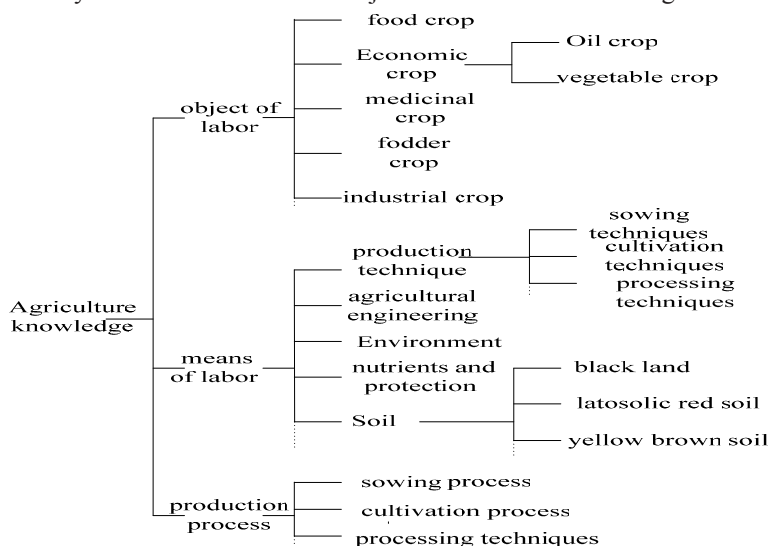 food crop
Economic
crop
Oil crop
vegetable crop
object of
labor
medicinal
crop
fodder
crop
industrial crop
sowing
techniques
cultivation
techniques
processing
techniques
production
technique
Agriculture
knowledge
agricultural
engineering
Environment
means
of labor
nutrients and
protection
black land
latosolic red soil
Soil
yellow brown soil
sowing process
production
process
cultivation process
processing techniques